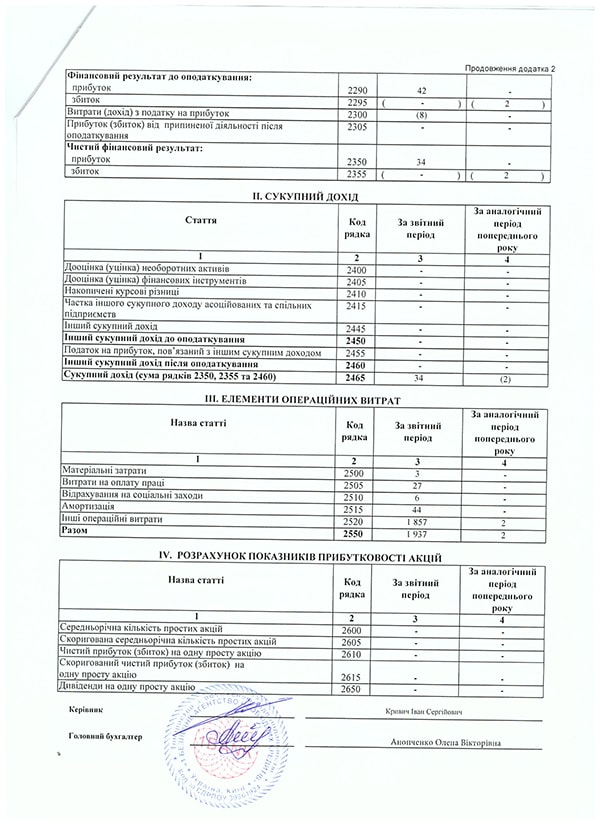 Продовження додатка 2
Фінансовий результат до оподаткування:
прибуток 2290 42 -
збиток 2295 ( - ) ( 2 )
Витрати (дохід) з податку на прибуток 2300 (8) -
Прибуток (збиток) від припиненої діяльності після
оподаткування 2305 - -
Чистий фінансовий результат:
прибуток 2350 34 -
збиток 2355 ( - ) ( 2 )
II. СУКУПНИЙ ДОХІД
Стаття Код рядка За звітний період За аналогічний період попереднього року
1 2 3 4
Дооцінка (уцінка) необоротних активів 2400 - -
Дооцінка (уцінка) фінансових інструментів 2405 - -
Накопичені курсові різниці 2410 - -
Частка іншого сукупного доходу асоційованих та спільних
підприємств 2415 - -
Інший сукупний дохід 2445 - -
Інший сукупний дохід до оподаткування 2450 - -
Податок на прибуток, пов'язаний з іншим сукупним доходом 2455 - -
Інший сукупний дохід після оподаткування 2460 - -
Сукупний дохід (сума рядків 2350, 2355 та 2460) 2465 34 (2)
III. ЕЛЕМЕНТИ ОПЕРАЦІЙНИХ ВИТРАТ
Назва статті Код рядка За звітний період За аналогічний період попереднього року
1 2 3 4
Матеріальні затрати 2500 3 -
Витрати на оплату праці 2505 27 -
Відрахування на соціальні заходи 2510 6 -
Амортизація 2515 44 -
Інші операційні витрати 2520 1 857 2
Разом 2550 1 937 2
IV. РОЗРАХУНОК ПОКАЗНИКІВ ПРИБУТКОВОСТІ АКЦІЙ
Назва статті Код рядка За звітний період За аналогічний період попереднього року
1 2 3 4
Середньорічна кількість простих акцій 2600 - -
Скоригована середньорічна кількість простих акцій 2605 - -
Чистий прибуток (збиток) на одну просту акцію 2610 - -
Скоригований чистий прибуток (збиток) на
одну просту акцію 2615 - -
Дивіденди на одну просту акцію 2650 - -
Керівник Кривич Іван Сергійович
Головний бухгалтер Анопченко Олена Вікторівна